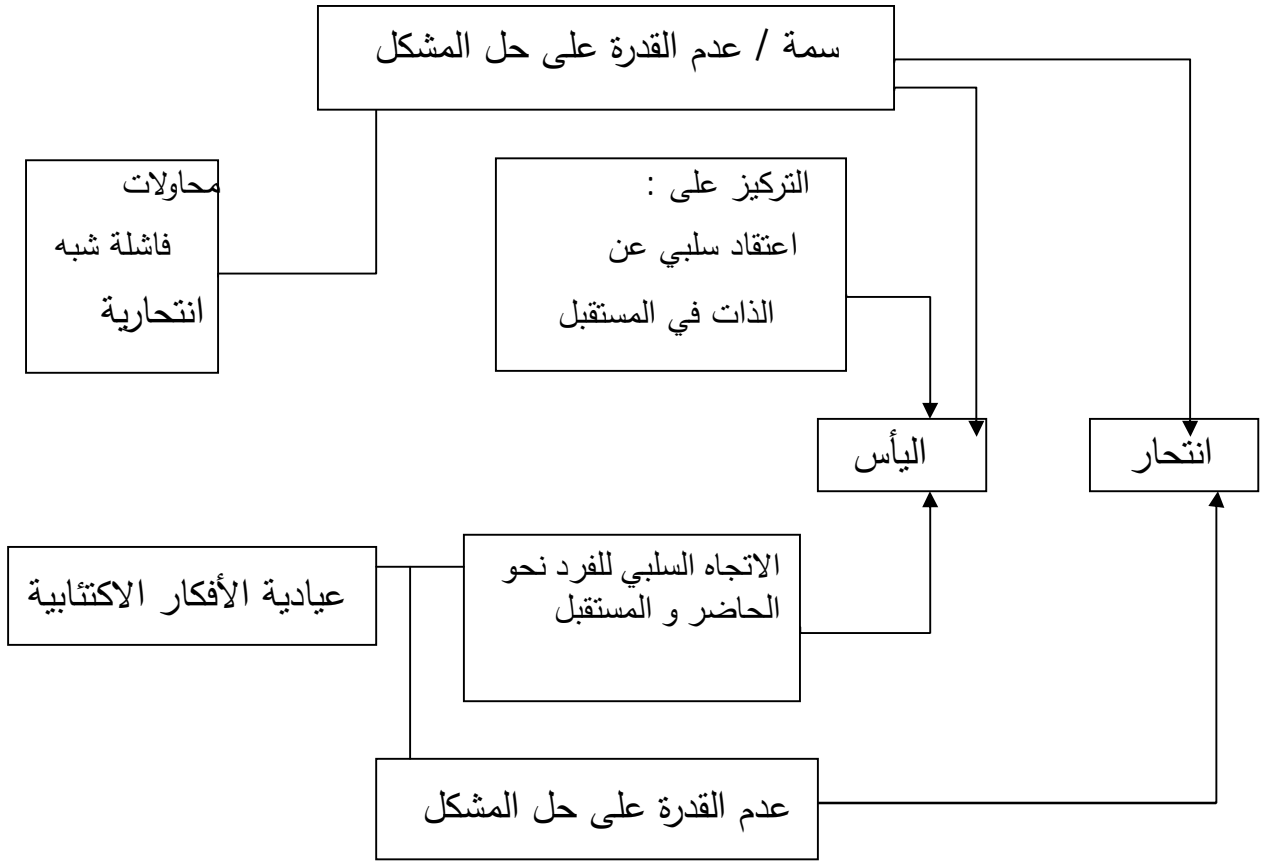 سمة / عدم القدرة على حل المشكل
التركيز على :
اعتقاد سلبي عن
الذات في المستقبل
محاولات
فاشلة شبه
انتحارية
انتحار
اليأس
الاتجاه السلبي للفرد نحو
الحاضر و المستقبل
عيادية الأفكار الاكتئابية
عدم القدرة على حل المشكل